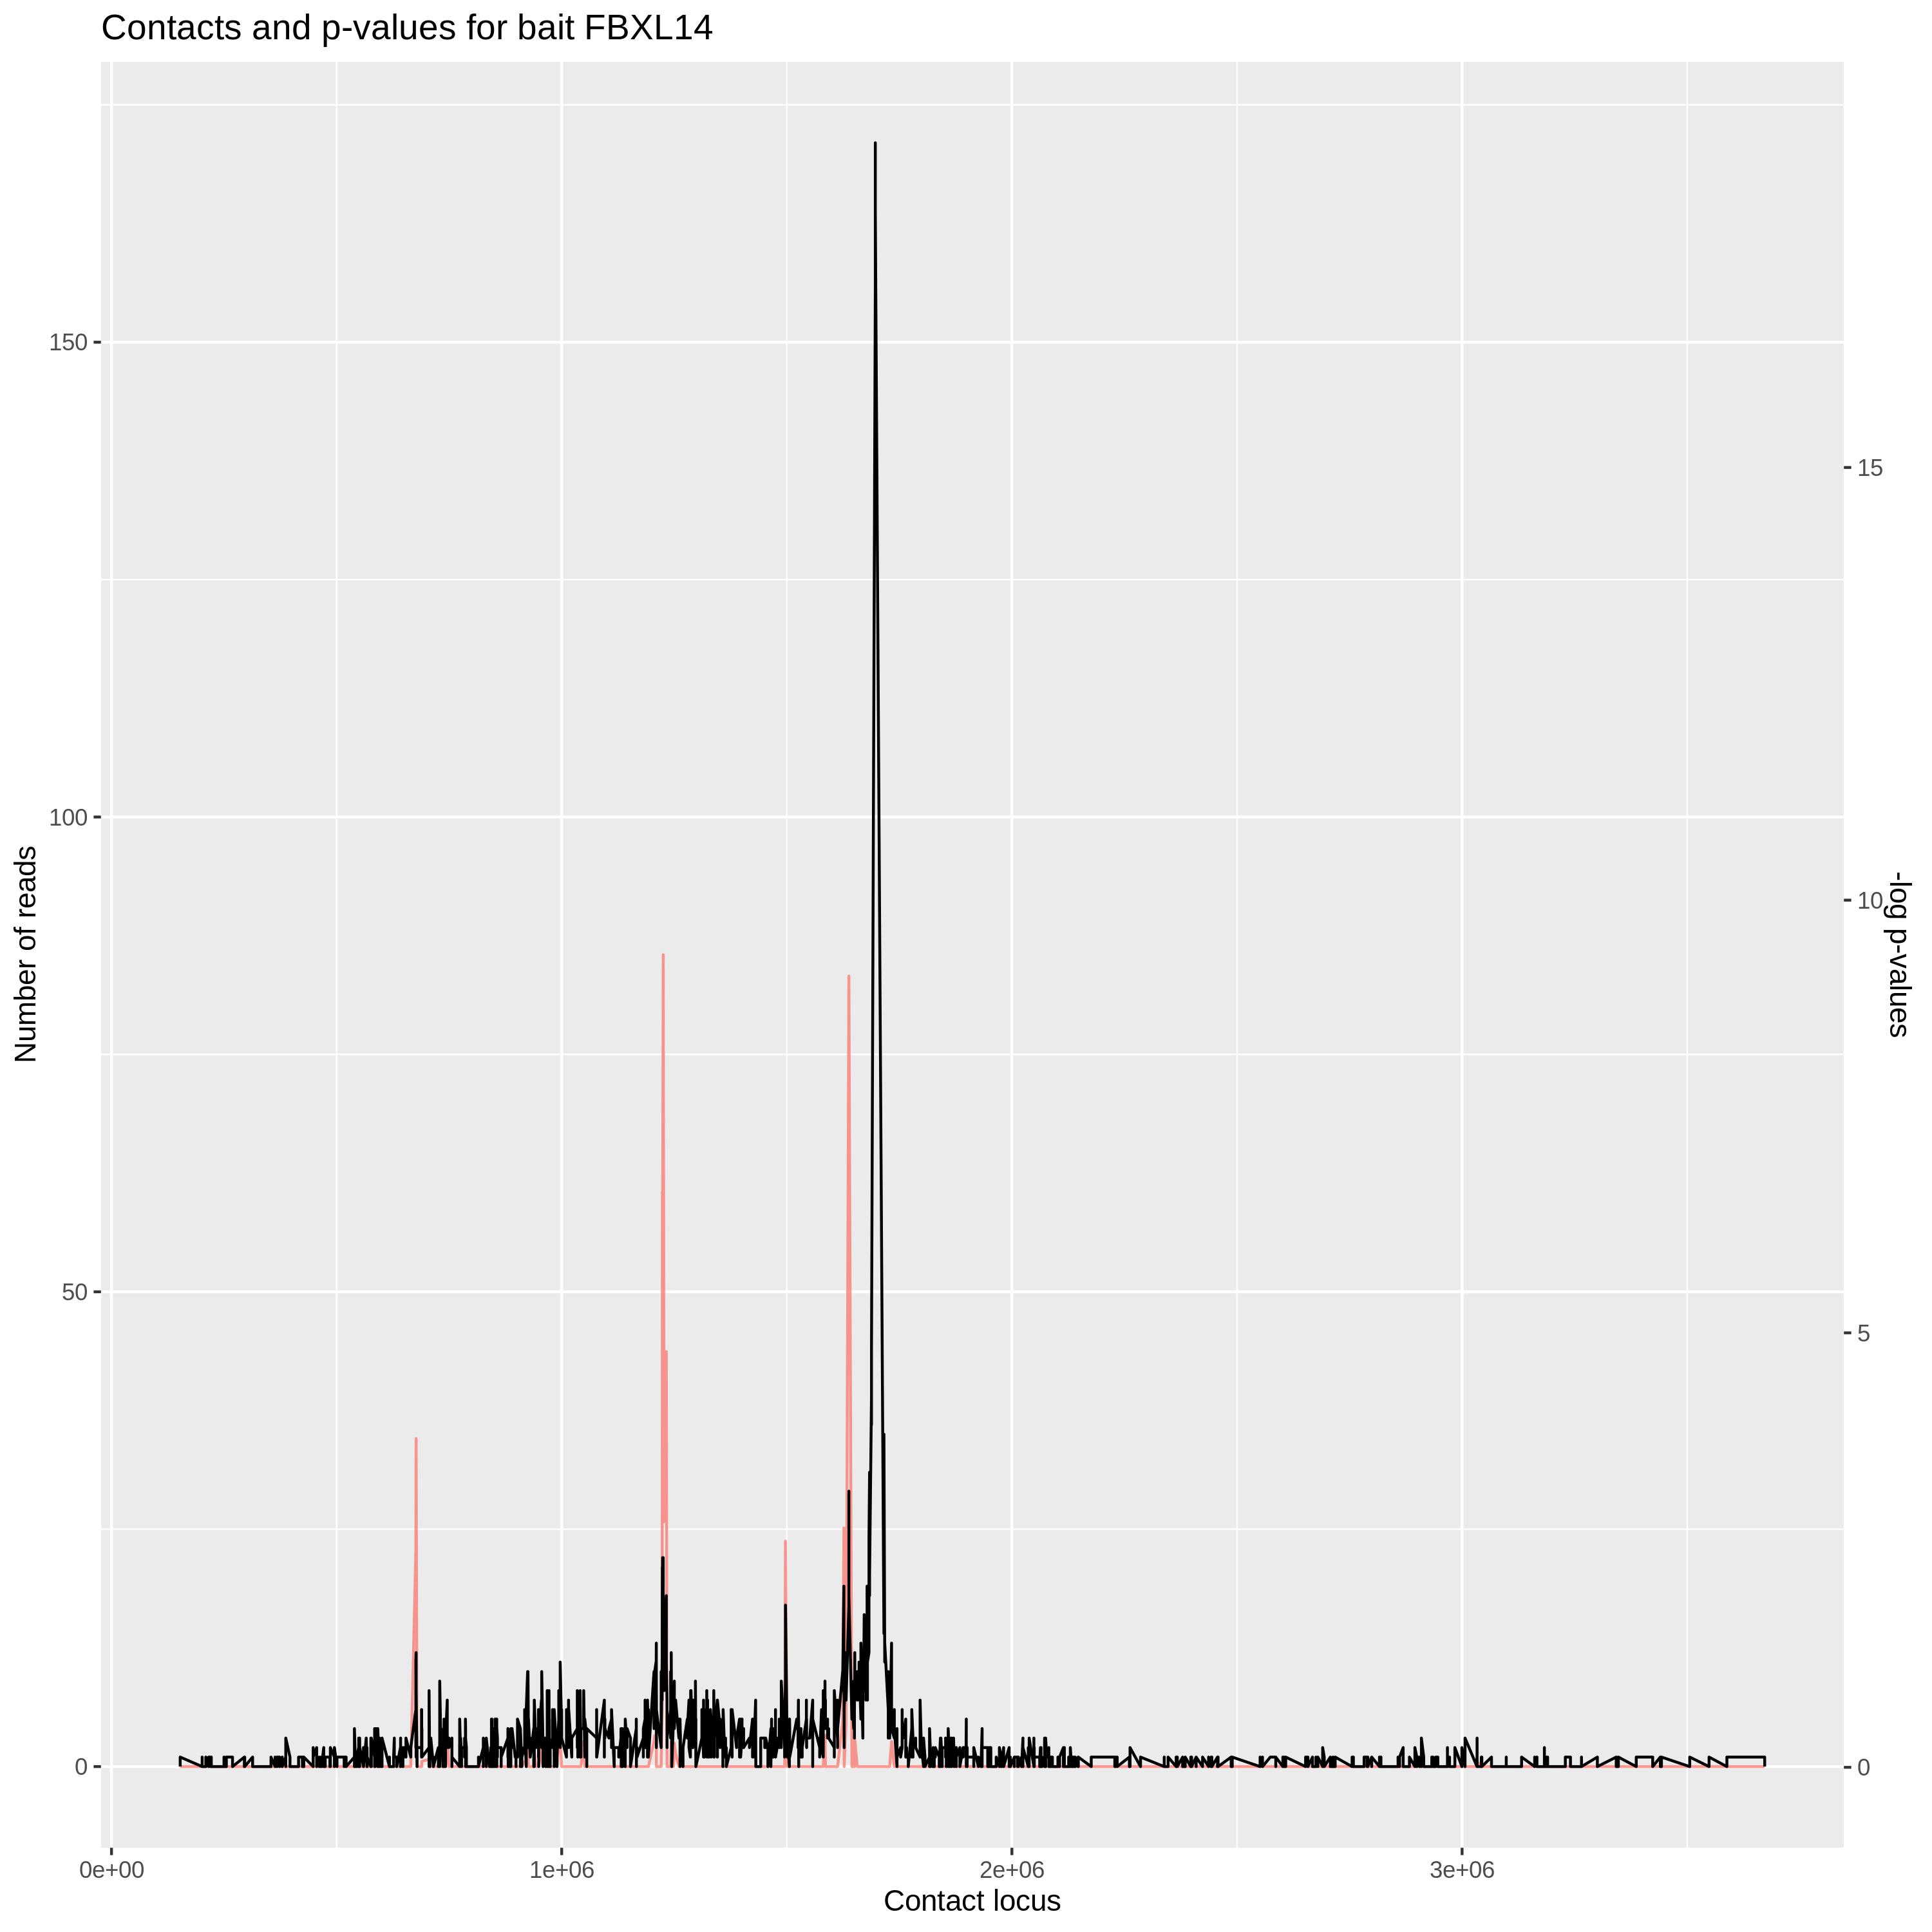 Contacts and p-values for bait FBXL14
Number of reads
150
100
50
0
15
10
5
0
-log p-values
0e+00
1e+06
2e+06
3e+06
Contact locus